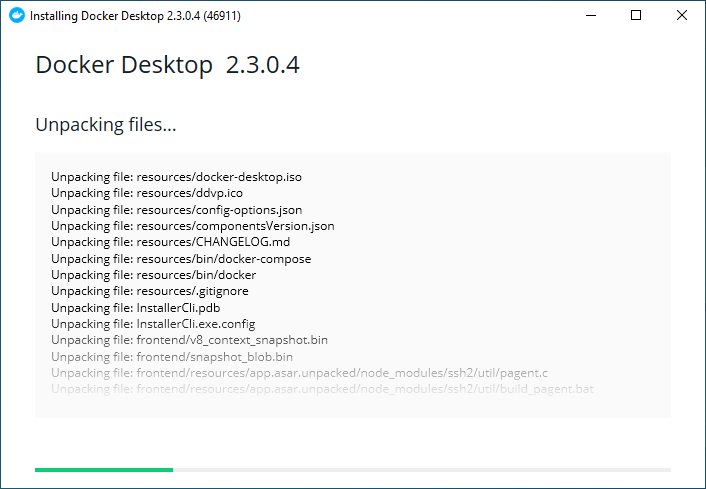 Installing Docker Desktop 2.3.0.4 (46911)
Docker Desktop 2.3.0.4
Unpacking files...
Unpacking file: resources/docker-desktop.iso
Unpacking file: resources/ddvp.ico
Unpacking file: resources/config-options.json
Unpacking file: resources/componentsVersion.json
Unpacking file: resources/CHANGELOG.md
Unpacking file: resources/bin/docker-compose
Unpacking file: resources/bin/docker
Unpacking file: resources/.gitignore
Unpacking file: InstallerCli.pdb
Unpacking file: InstallerCli.exe.config
Unpacking file: frontend/v8_context_snapshot.bin
Unpacking file: frontend/snapshot_blob.bin
Unpacking file: frontend/resources/app.asar.unpacked/node_modules/ssh2/util/pagent.c
Unpacking file: frontend/resources/app.asar.unpacked/node_modules/ssh2/util/build_pagent.bat